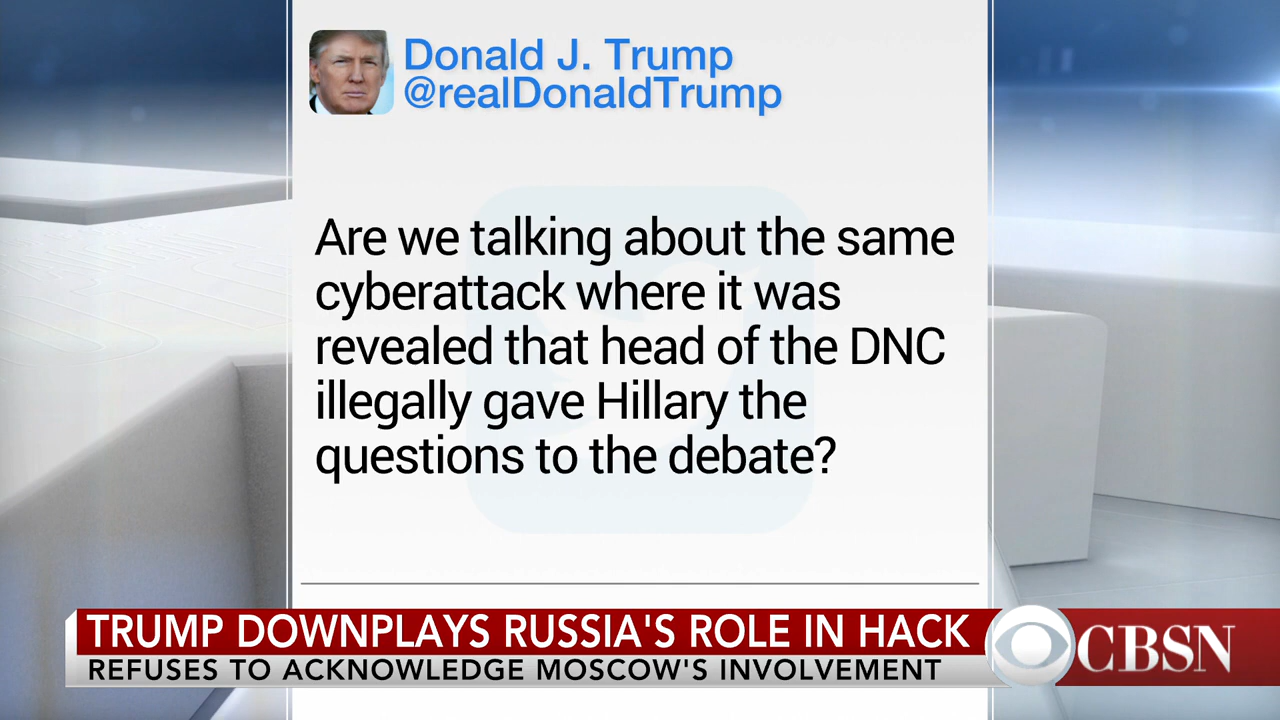 Donald J. Trump
@realDonaldTrump
Are we talking about the same
cyberattack where it was
revealed that head of the DNC
illegally gave Hillary the
questions to the debate?
TRUMP DOWNPLAYS RUSSIA'S ROLE IN HACK
REFUSES TO ACKNOWLEDGE MOSCOW'S INVOLVEMENT
CBSN